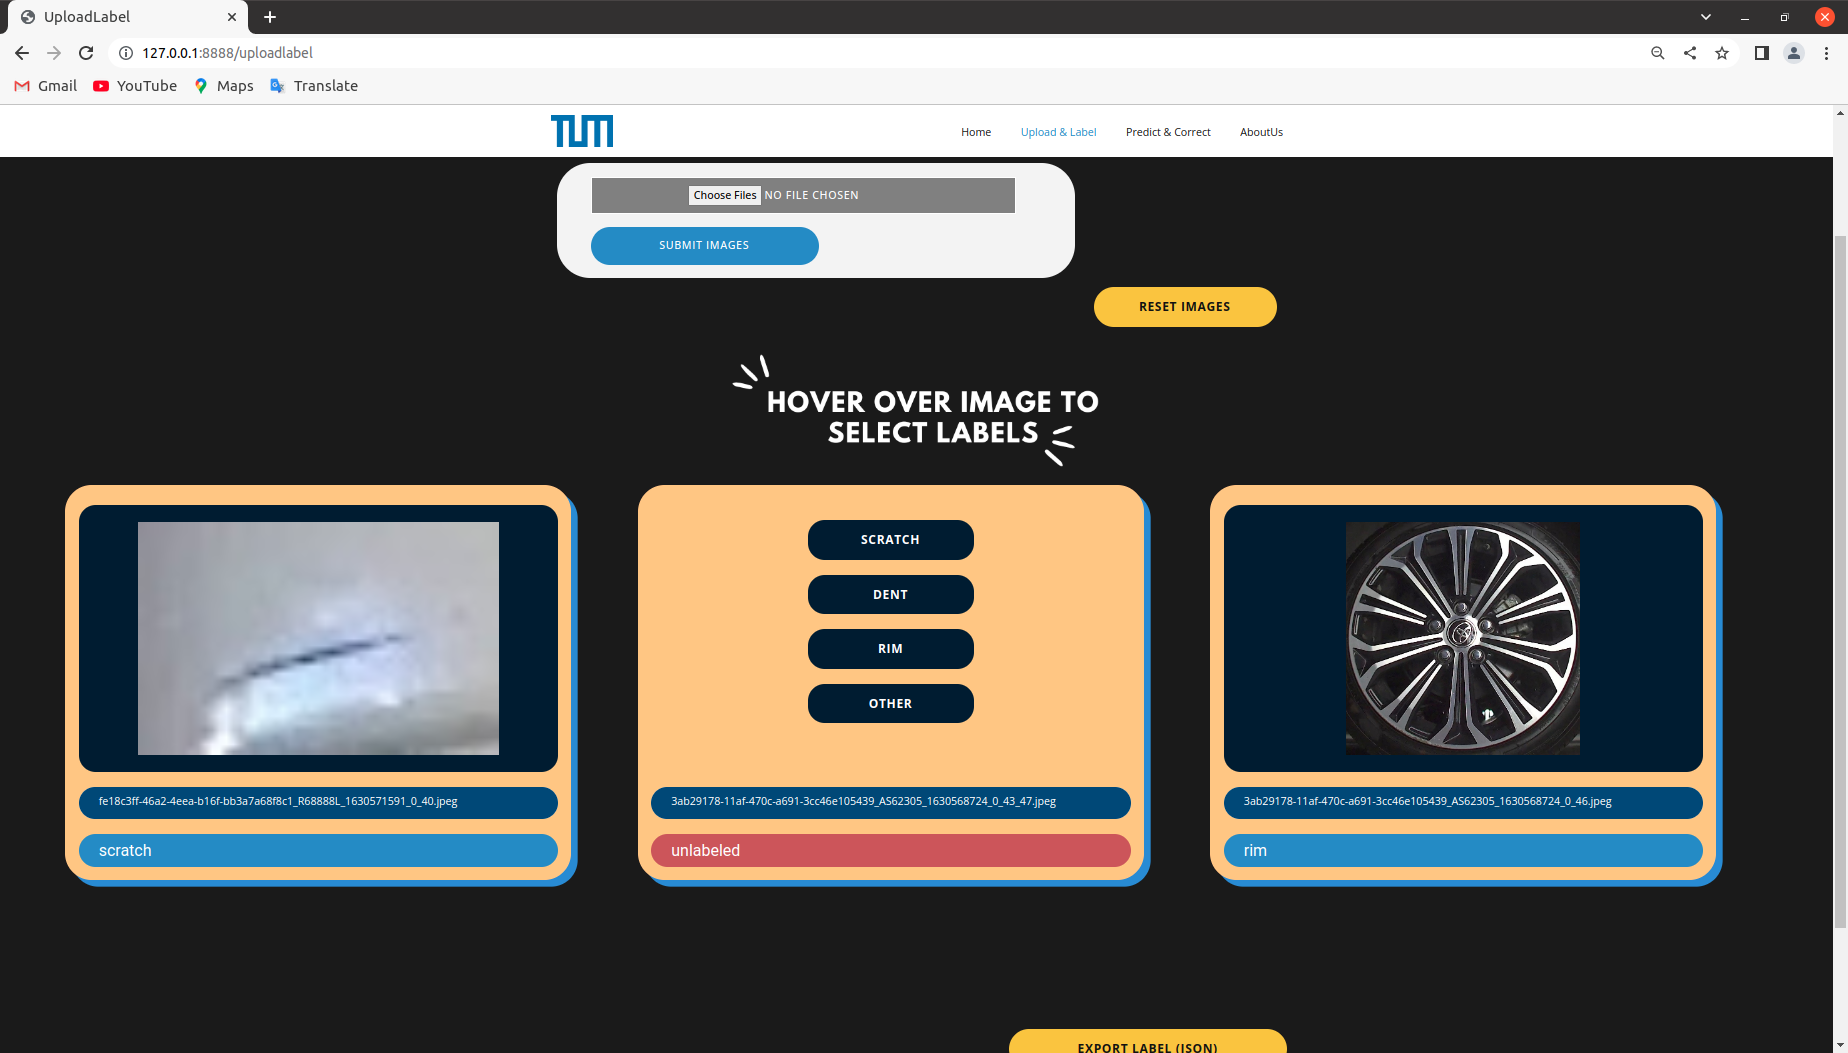 UploadLabel
127.0.0.1:8888/uploadlabel
Gmail YouTube Maps Translate
TUM
Home Upload & Label Predict & Correct AboutUs
Choose Files NO FILE CHOSEN
SUBMIT IMAGES
RESET IMAGES
HOVER OVER IMAGE TO
SELECT LABELS
SCRATCH
DENT
RIM
OTHER
fe18c3ff-46a2-4eea-b16f-bb3a7a68f8c1_R68888L_1630571591_0_40.jpeg
scratch
3ab29178-11af-470c-a691-3cc46e105439_AS62305_1630568724_0_43_47.jpeg
unlabeled
3ab29178-11af-470c-a691-3cc46e105439_AS62305_1630568724_0_46.jpeg
rim
EXPORT LABEL (JSON)